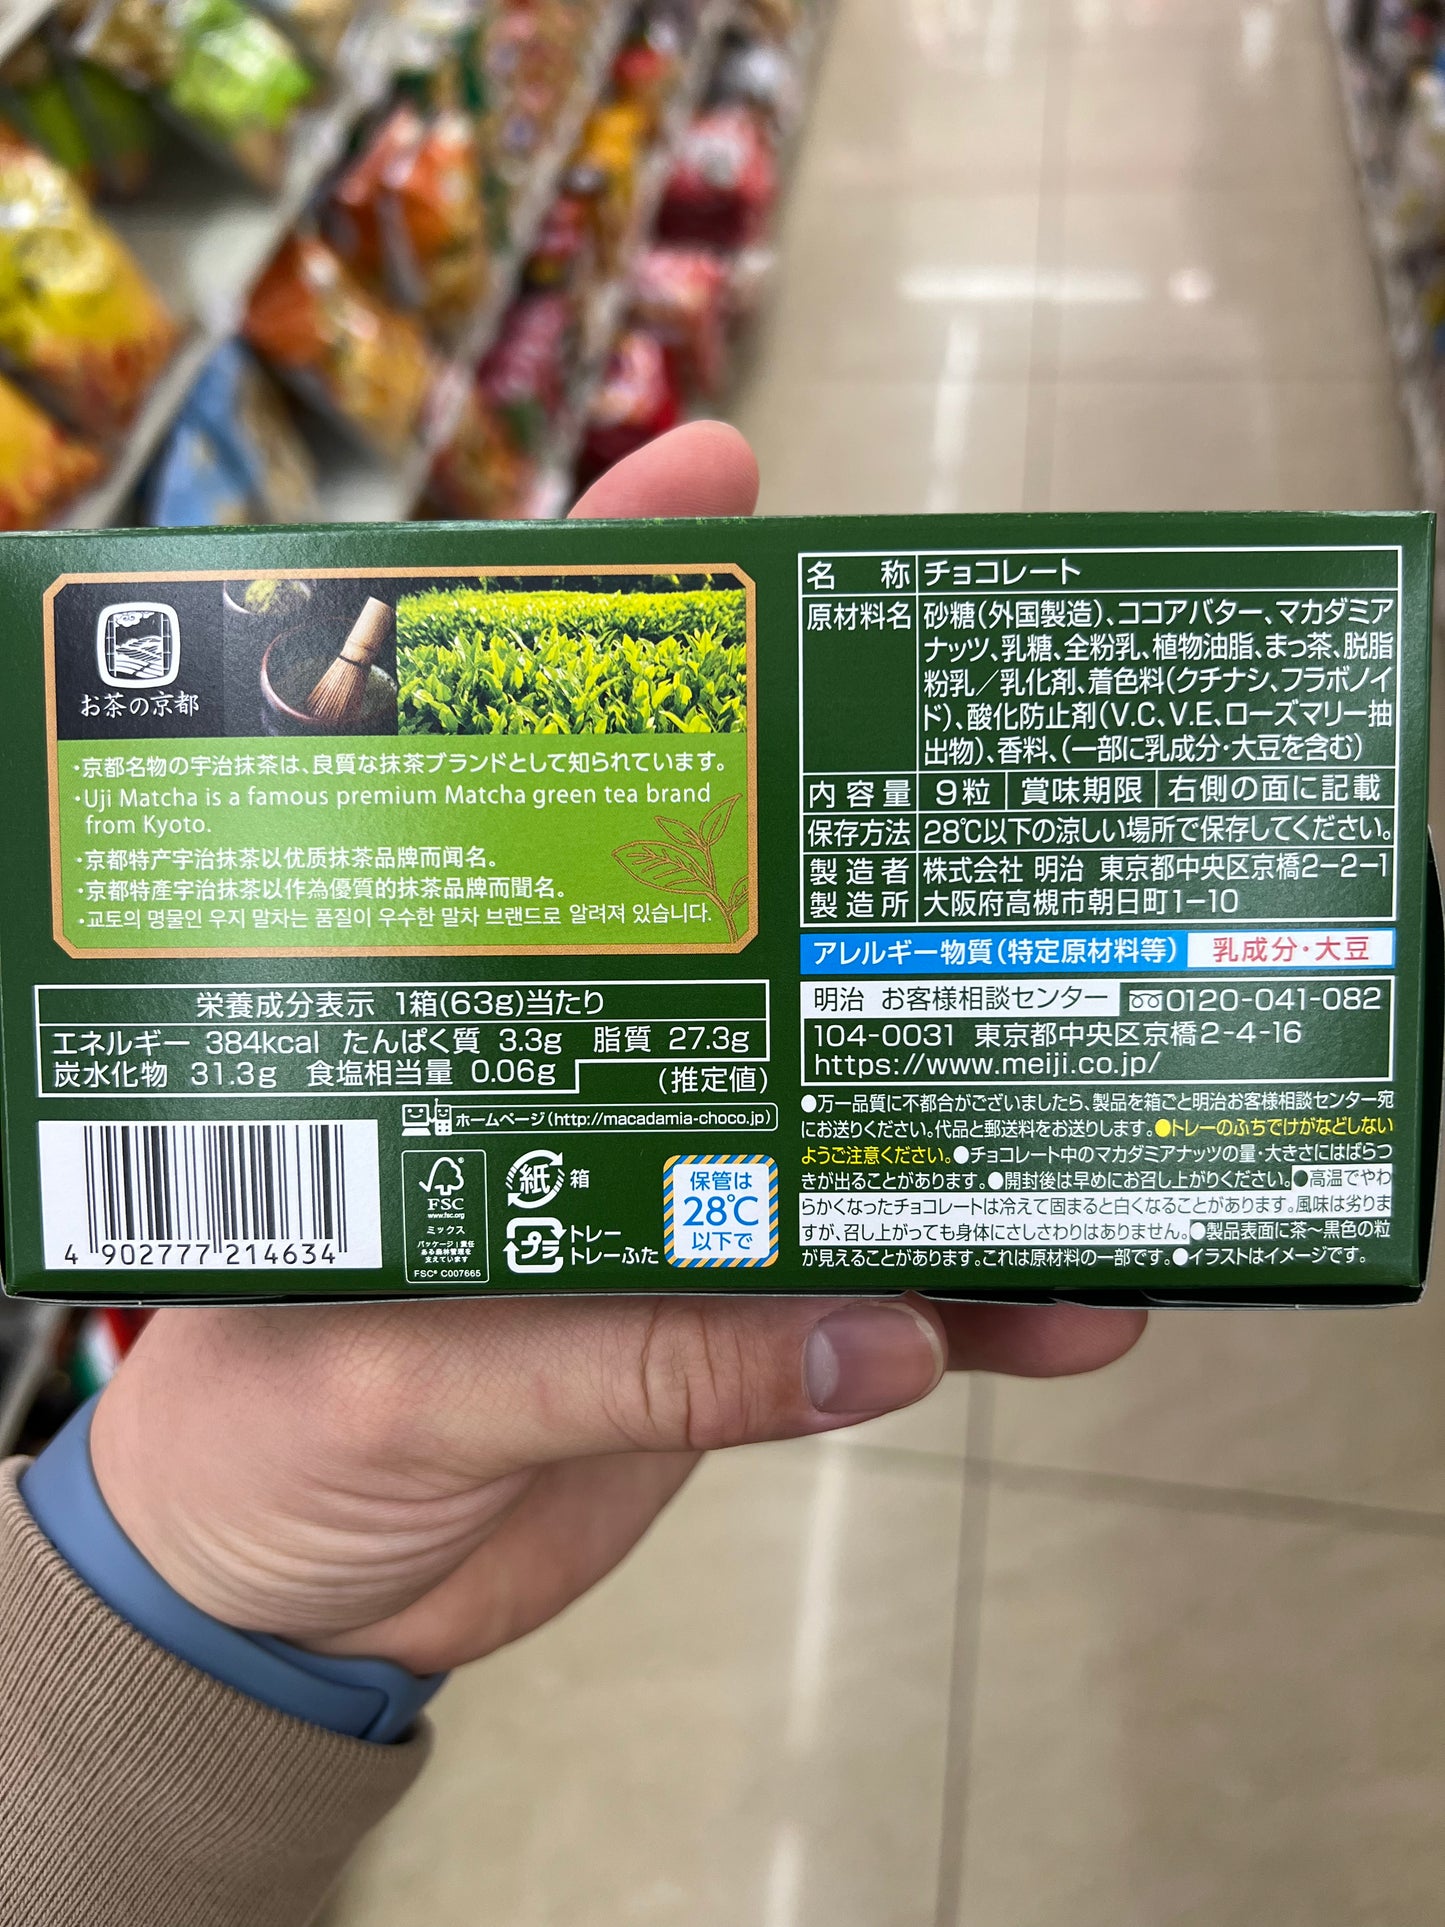 お茶の京都
・京都名物の宇治抹茶は、良質な抹茶ブランドとして知られています。
・Uji Matcha is a famous premium Matcha green tea brand
from Kyoto.
・京都特产宇治抹茶以优质抹茶品牌而闻名。
・京都特產宇治抹茶以作為優質的抹茶品牌而聞名。
・교토의 명물인 우지 말차는 품질이 우수한 말차 브랜드로 알려져 있습니다.
栄養成分表示 1箱(63g)当たり
エネルギー 384kcal たんぱく質 3.3g 脂質 27.3g
炭水化物 31.3g 食塩相当量 0.06g (推定値)
ホームページ(http://macadamia-choco.jp)
4 902777 214634
FSC
www.fsc.org
ミックス
パッケージ｜責任
ある森林管理を
支えています
FSC® C007665
紙 箱
プラ トレー
トレーふた
保管は
28℃
以下で
名称 チョコレート
原材料名 砂糖(外国製造)、ココアバター、マカダミア
ナッツ、乳糖、全粉乳、植物油脂、まっ茶、脱脂
粉乳／乳化剤、着色料(クチナシ、フラボノイ
ド)、酸化防止剤(V.C、V.E、ローズマリー抽
出物)、香料、(一部に乳成分・大豆を含む)
内容量 9粒 賞味期限 右側の面に記載
保存方法 28℃以下の涼しい場所で保存してください。
製造者 株式会社 明治 東京都中央区京橋2-2-1
製造所 大阪府高槻市朝日町1-10
アレルギー物質(特定原材料等) 乳成分・大豆
明治 お客様相談センター 0120-041-082
104-0031 東京都中央区京橋2-4-16
https://www.meiji.co.jp/
●万一品質に不都合がございましたら、製品を箱ごと明治お客様相談センター宛
にお送りください。代品と郵送料をお送りします。●トレーのふちでけがなどしない
ようご注意ください。●チョコレート中のマカダミアナッツの量・大きさにはばらつ
きが出ることがあります。●開封後は早めにお召し上がりください。●高温でやわ
らかくなったチョコレートは冷えて固まると白くなることがあります。風味は劣りま
すが、召し上がっても身体にさしさわりはありません。●製品表面に茶～黒色の粒
が見えることがあります。これは原材料の一部です。●イラストはイメージです。